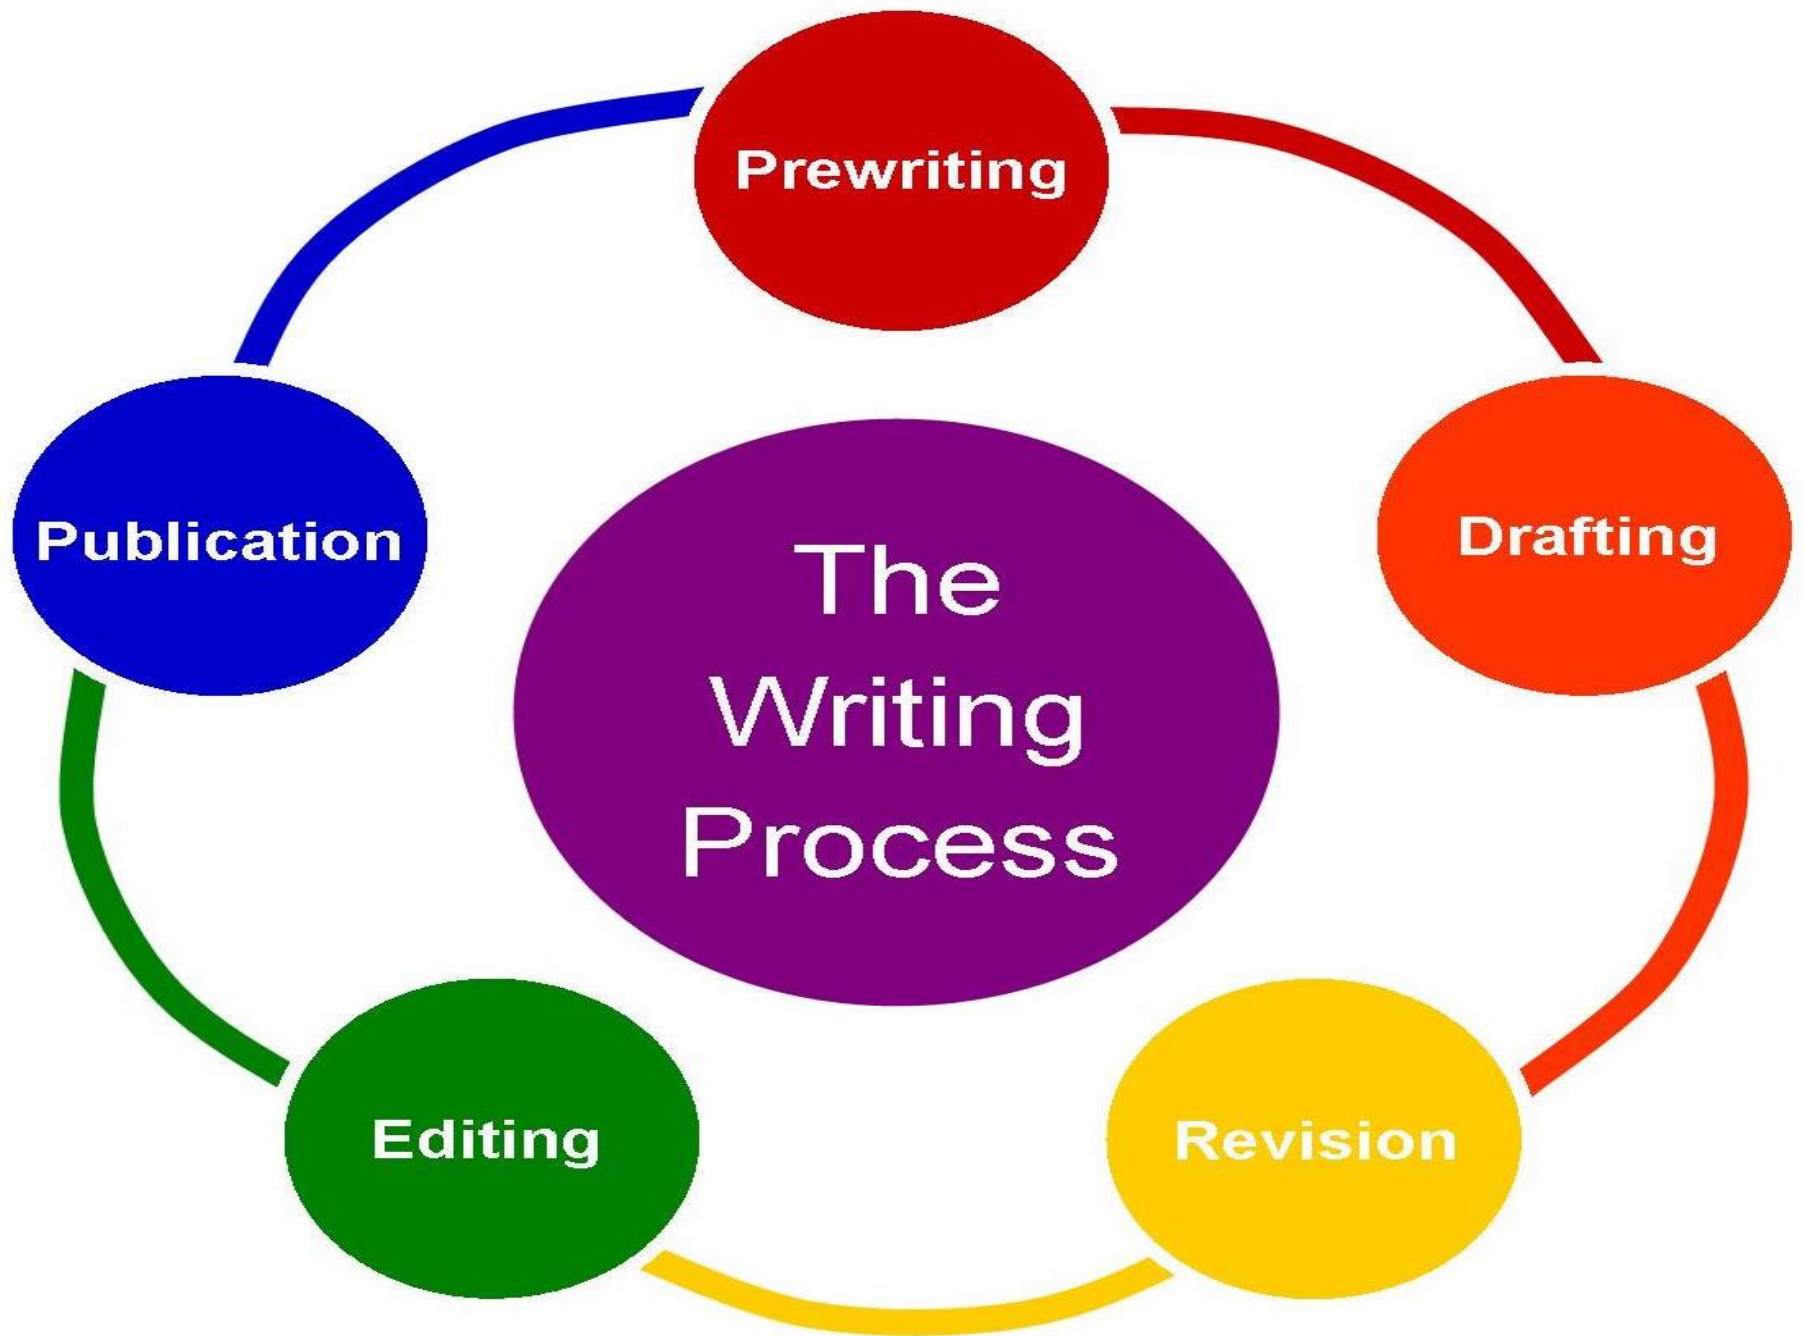 Prewriting
Publication
Drafting
The
Writing
Process
Editing
Revision